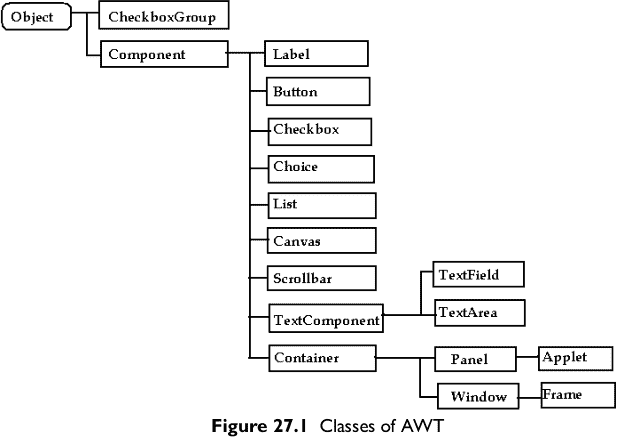 Object
CheckboxGroup
Component
Label
Button
Checkbox
Choice
List
Canvas
Scrollbar
TextField
TextComponent
TextArea
Container
Panel
Applet
Window
Frame
Figure 27.1 Classes of AWT